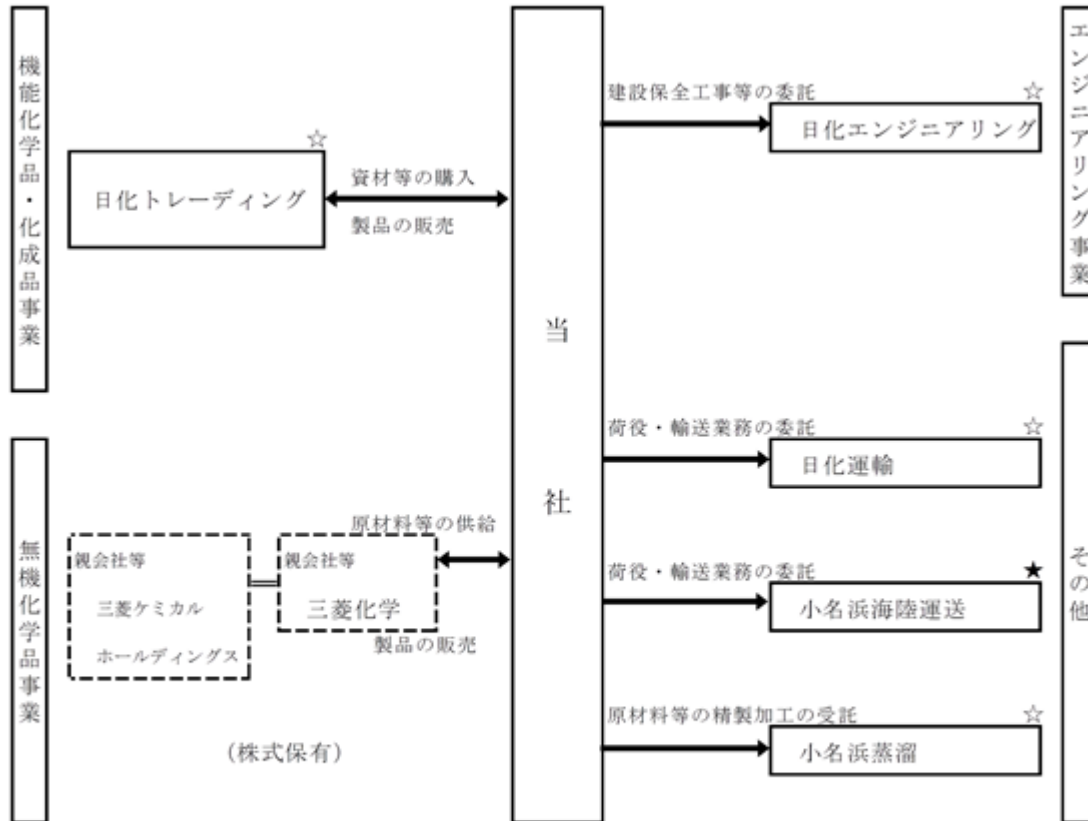 機能化学品・化成品事業
☆
日化トレーディング
資材等の購入
製品の販売
無機化学品事業
親会社等
三菱ケミカル
ホールディングス
親会社等
三菱化学
原材料等の供給
製品の販売
(株式保有)
当社
建設保全工事等の委託
☆
日化エンジニアリング
荷役・輸送業務の委託
☆
日化運輸
荷役・輸送業務の委託
★
小名浜海陸運送
原材料等の精製加工の受託
☆
小名浜蒸溜
エンジニアリング事業
その他